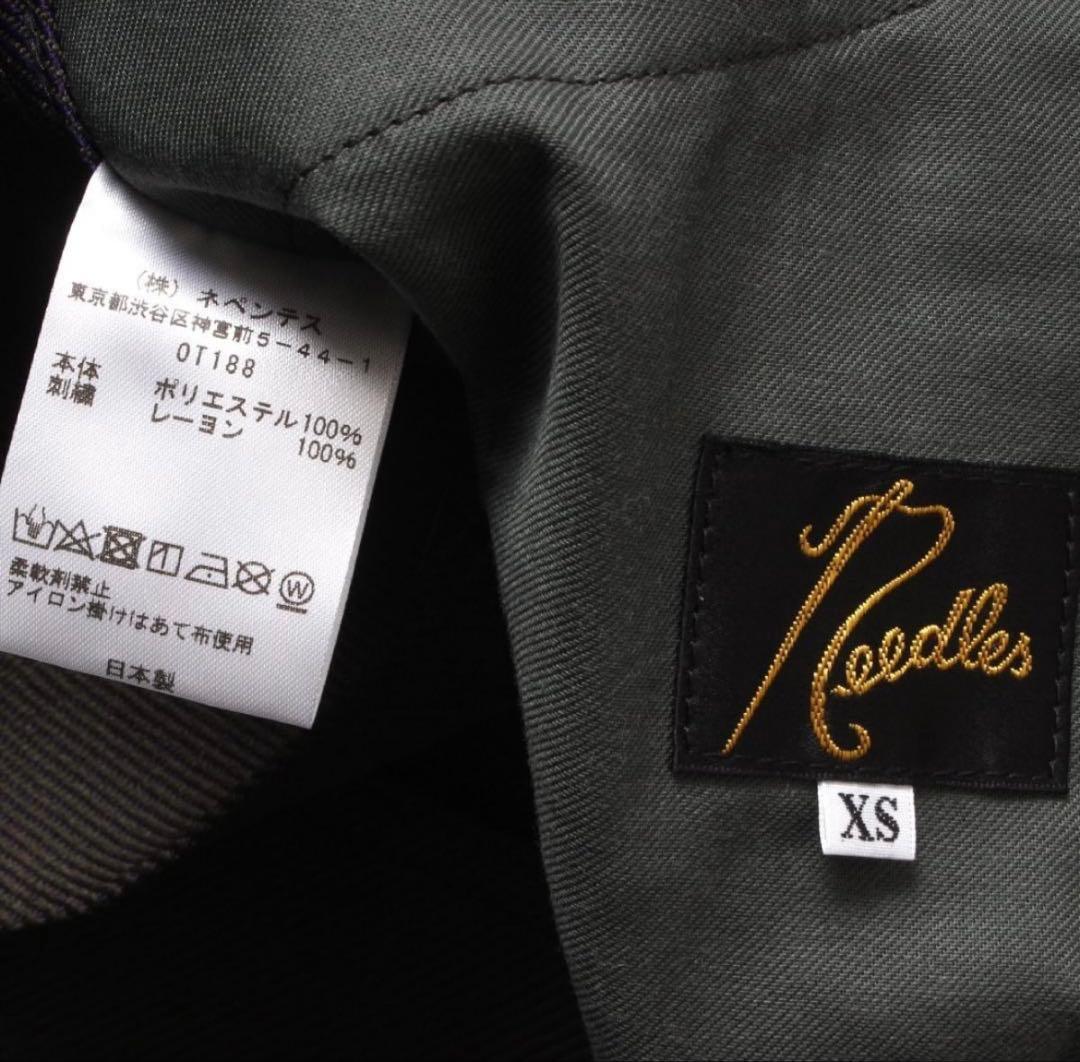 (株) ネペンテス
東京都渋谷区神宮前5-44-1
OT188
本体 ポリエステル100%
刺繍 レーヨン 100%
W
柔軟剤禁止
アイロン掛けはあて布使用
日本製
Needles
XS